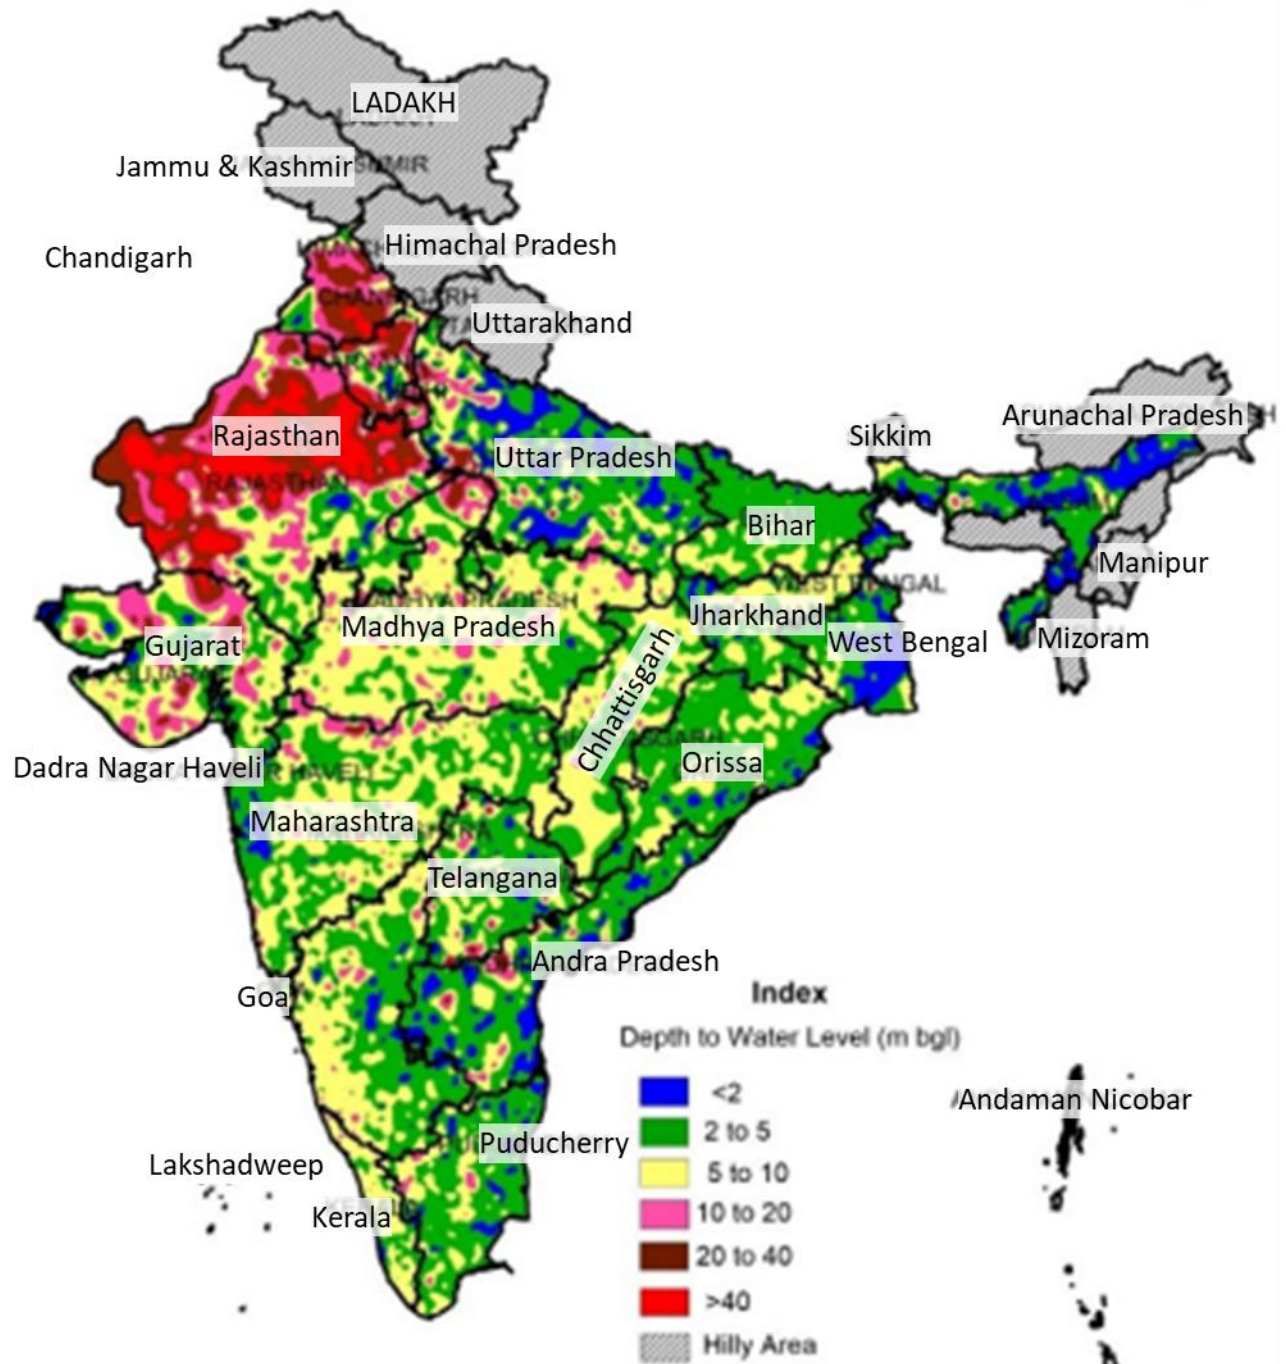 LADAKH
Jammu & Kashmir
Himachal Pradesh
Chandigarh
Uttarakhand
Rajasthan
RAJASTHAN
Uttar Pradesh
Sikkim
Arunachal Pradesh
Bihar
Manipur
WEST BENGAL
Jharkhand
Madhya Pradesh
Gujarat
West Bengal
Mizoram
Chhattisgarh
Dadra Nagar Haveli
Orissa
Maharashtra
Telangana
Andra Pradesh
Goa
Index
Depth to Water Level (m bgl)
<2
2 to 5
5 to 10
10 to 20
20 to 40
>40
Hilly Area
Andaman Nicobar
Puducherry
Lakshadweep
Kerala